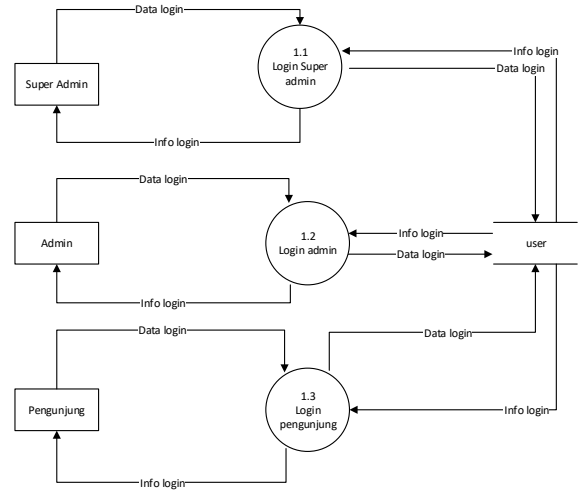 Data login
1.1
Login Super
admin
Info login
Data login
Super Admin
Info login
Data login
1.2
Login admin
Info login
Data login
Admin
user
Info login
Data login
Data login
1.3
Login
pengunjung
Pengunjung
Info login
Info login